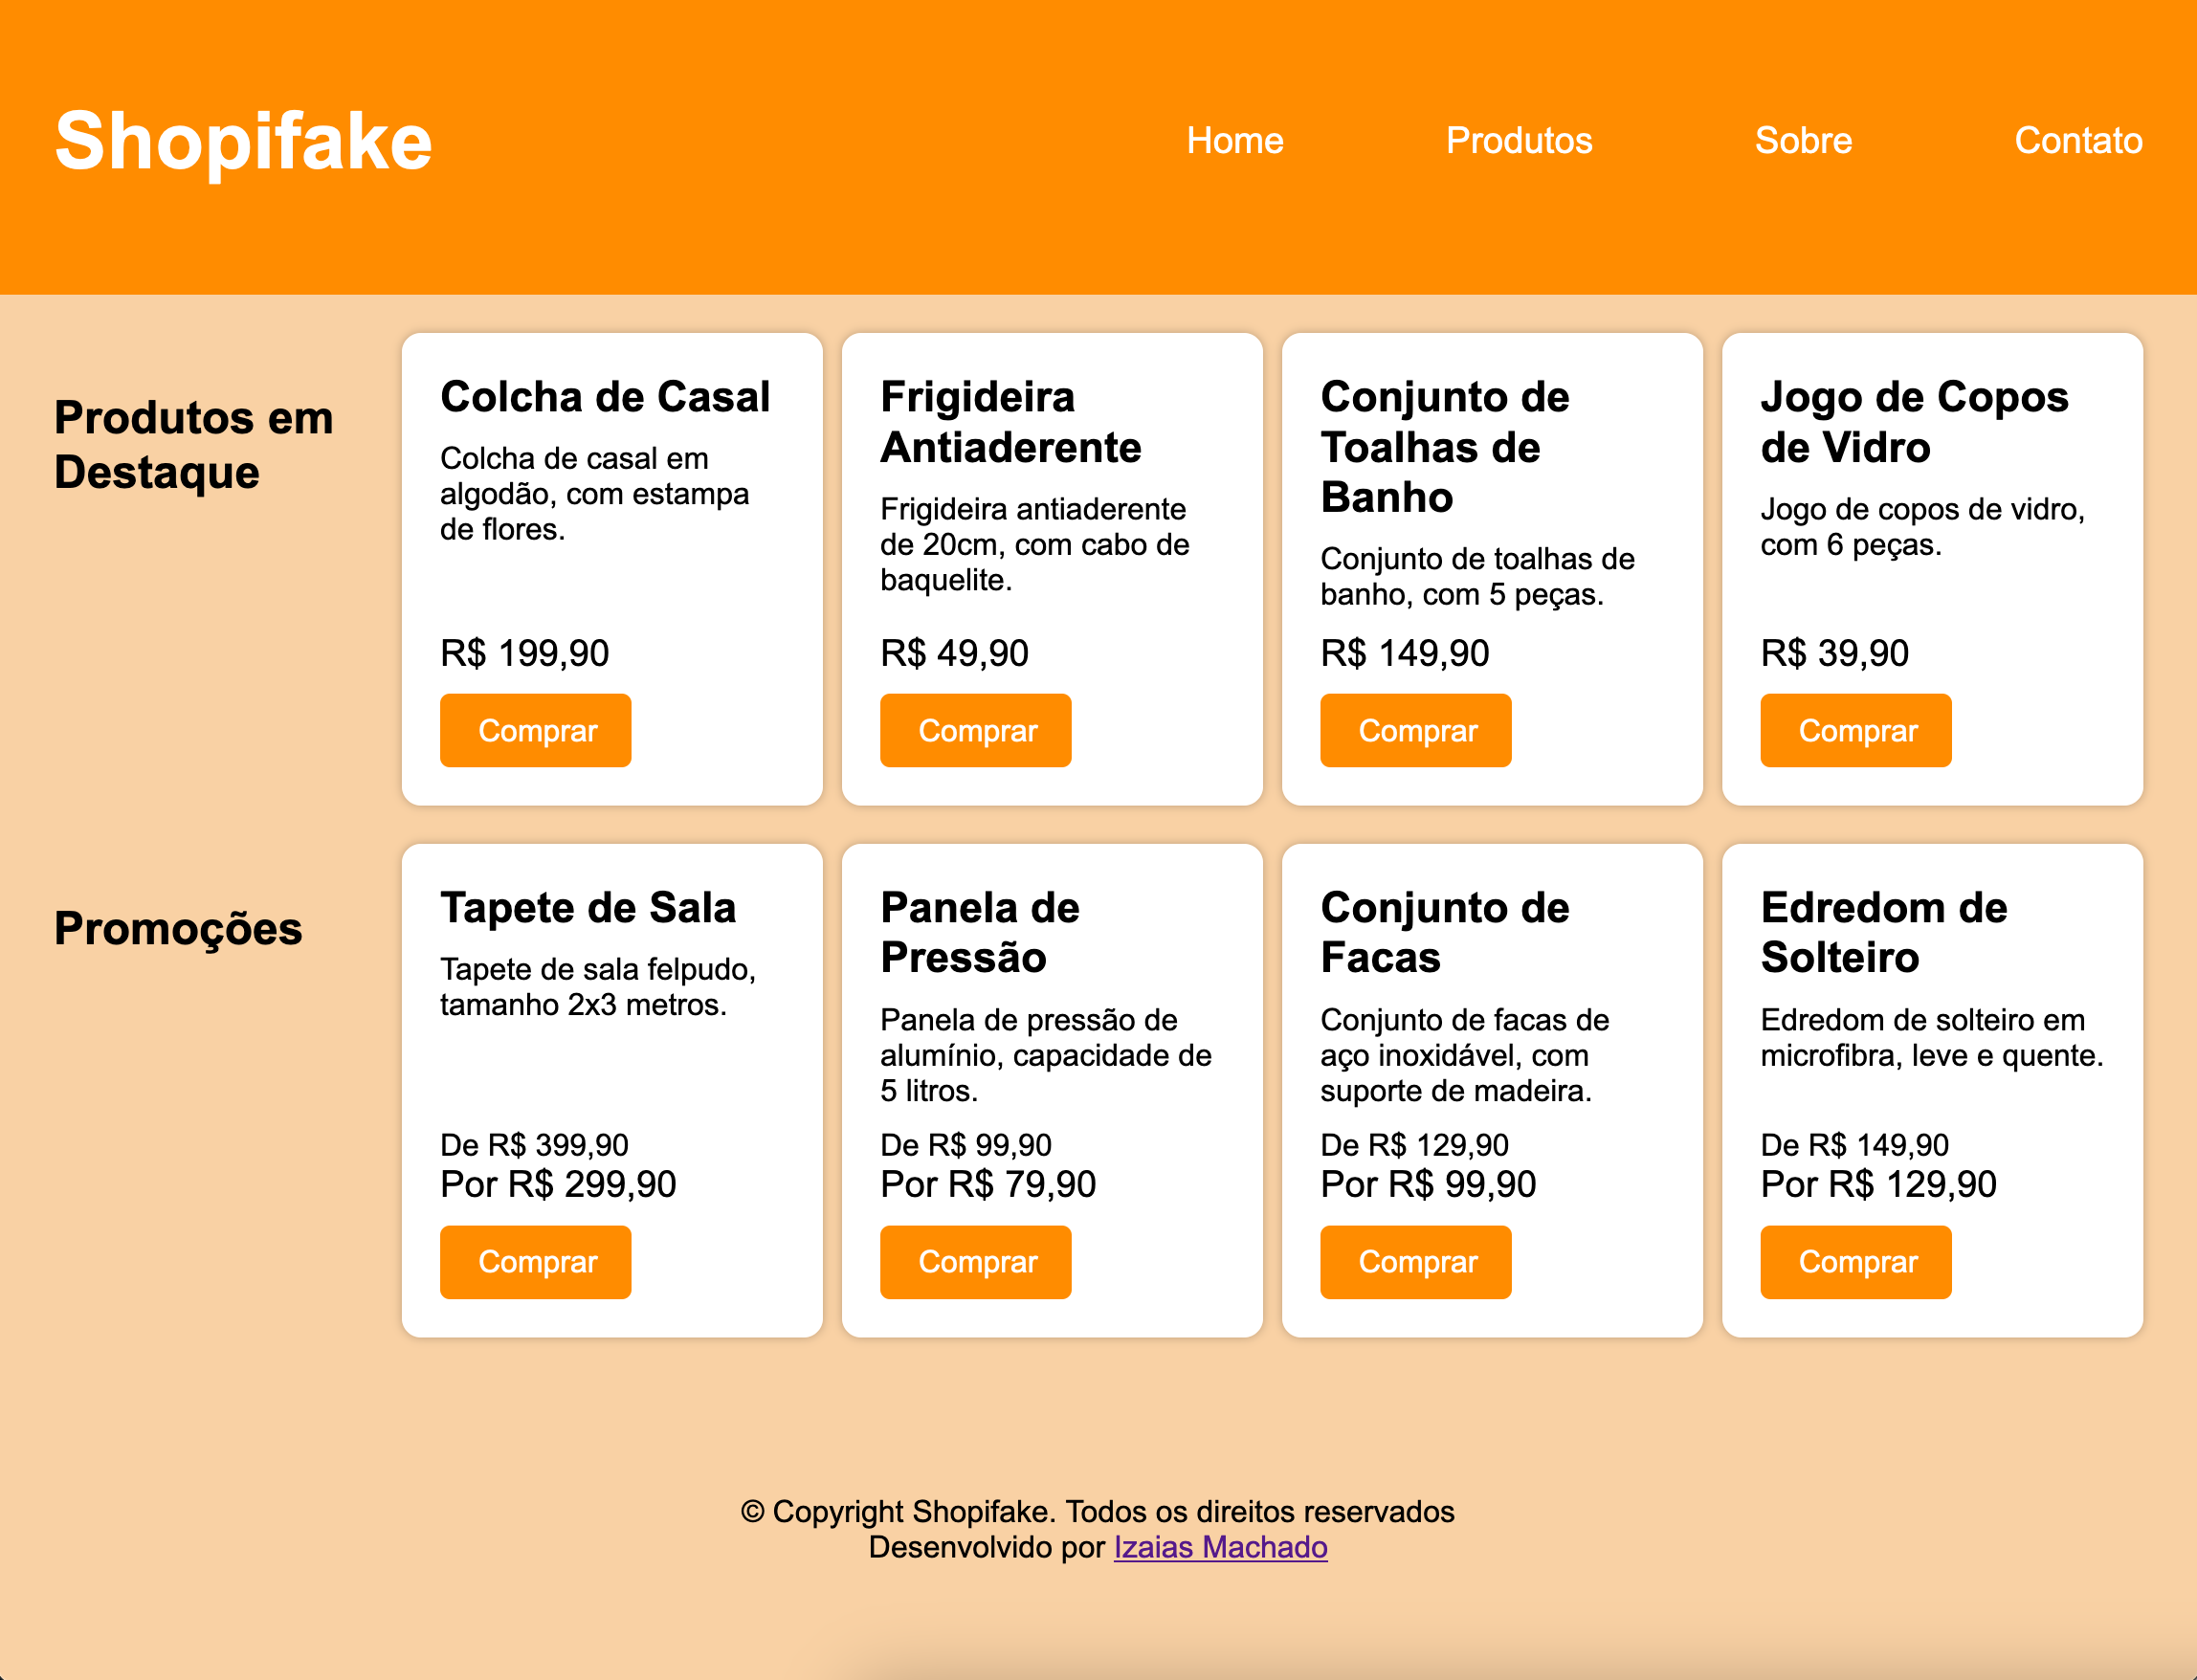 Shopifake
Home
Produtos
Sobre
Contato
Produtos em
Destaque
Colcha de Casal
Colcha de casal em
algodão, com estampa
de flores.
R$ 199,90
Comprar
Frigideira
Antiaderente
Frigideira antiaderente
de 20cm, com cabo de
baquelite.
R$ 49,90
Comprar
Conjunto de
Toalhas de
Banho
Conjunto de toalhas de
banho, com 5 peças.
R$ 149,90
Comprar
Jogo de Copos
de Vidro
Jogo de copos de vidro,
com 6 peças.
R$ 39,90
Comprar
Promoções
Tapete de Sala
Tapete de sala felpudo,
tamanho 2x3 metros.
De R$ 399,90
Por R$ 299,90
Comprar
Panela de
Pressão
Panela de pressão de
alumínio, capacidade de
5 litros.
De R$ 99,90
Por R$ 79,90
Comprar
Conjunto de
Facas
Conjunto de facas de
aço inoxidável, com
suporte de madeira.
De R$ 129,90
Por R$ 99,90
Comprar
Edredom de
Solteiro
Edredom de solteiro em
microfibra, leve e quente.
De R$ 149,90
Por R$ 129,90
Comprar
© Copyright Shopifake. Todos os direitos reservados
Desenvolvido por Izaias Machado